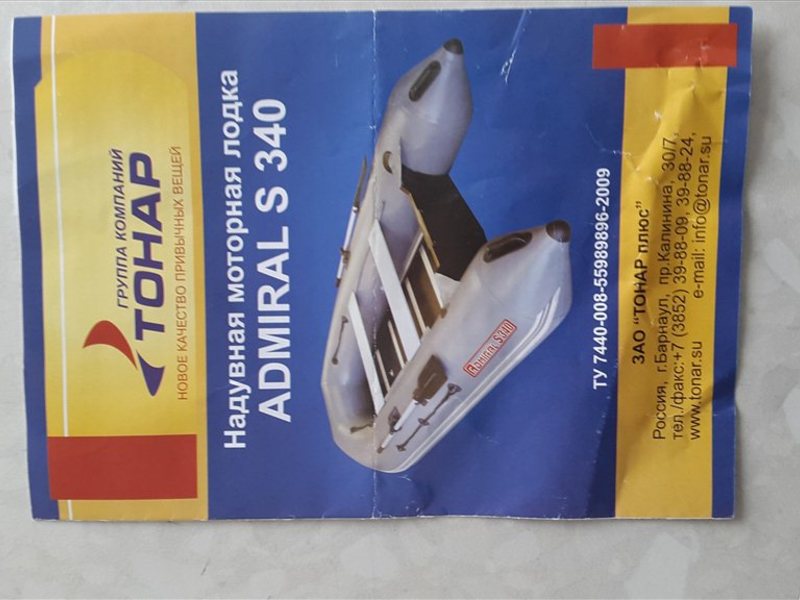 ГРУППА КОМПАНИЙ
ТОНАР
НОВОЕ КАЧЕСТВО ПРИВЫЧНЫХ ВЕЩЕЙ
Надувная моторная лодка
ADMIRAL S 340
ТУ 7440-008-55989896-2009
ЗАО "ТОНАР плюс"
Россия, г.Барнаул, пр.Калинина, 30/7,
тел./факс:+7 (3852) 39-88-09, 39-88-24,
www.tonar.su e-mail: info@tonar.su